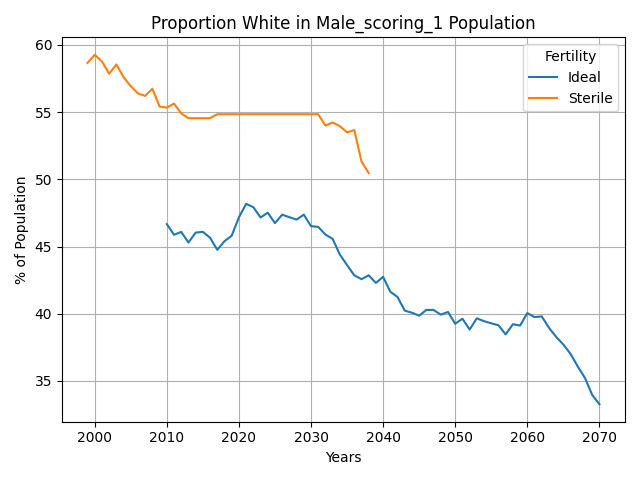 Proportion White in Male_scoring_1 Population
Fertility
Ideal
Sterile
% of Population
60
55
50
45
40
35
2000 2010 2020 2030 2040 2050 2060 2070
Years